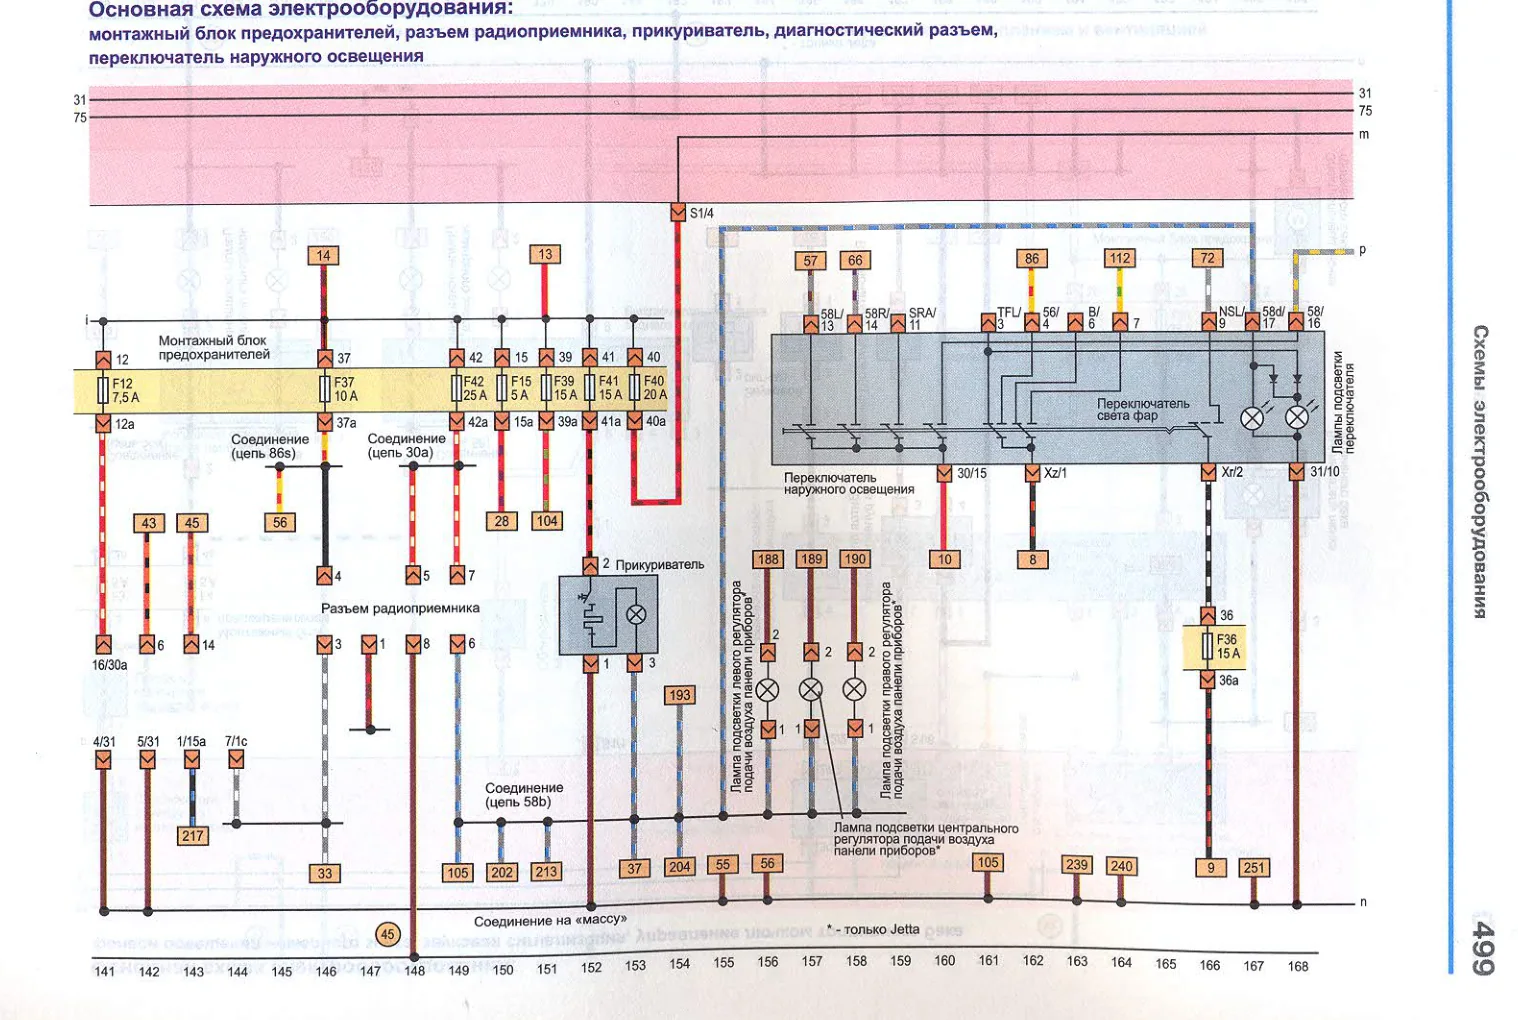 Основная схема электрооборудования:
монтажный блок предохранителей, разъем радиоприемника, прикуриватель, диагностический разъем,
переключатель наружного освещения
31 31
75 75
m
S1/4
14 13 57 66 86 112 72 p
58L/ 58R/ SRA/ TFL/ 56/ B/ NSL/ 58d/ 58/
13 14 11 3 4 6 7 9 17 16
i
Монтажный блок
предохранителей
12 37 42 15 39 41 40
F12 F37 F42 F15 F39 F41 F40
7,5 A 10 A 25 A 5 A 15 A 15 A 20 A
12a 37a 42a 15a 39a 41a 40a
Переключатель
света фар
Лампы подсветки
переключателя
Соединение
(цепь 86s)
Соединение
(цепь 30a)
Переключатель
наружного освещения
30/15 Xz/1 Xr/2 31/10
43 45 56 28 104
188 189 190 10 8
4 5 7
2 Прикуриватель
Разъем радиоприемника
36
F36
15 A
36a
16/30a 6 14 3 1 8 6
1 3
2 2 2
1 1 1
Лампа подсветки левого регулятора
подачи воздуха панели приборов*
Лампа подсветки правого регулятора
подачи воздуха панели приборов*
193
4/31 5/31 1/15a 7/1c
Соединение
(цепь 58b)
217
Лампа подсветки центрального
регулятора подачи воздуха
панели приборов*
33 105 202 213 37 204 55 56 105 239 240 9 251
n
Соединение на «массу»
45
* - только Jetta
141 142 143 144 145 146 147 148 149 150 151 152 153 154 155 156 157 158 159 160 161 162 163 164 165 166 167 168
Схемы электрооборудования
499